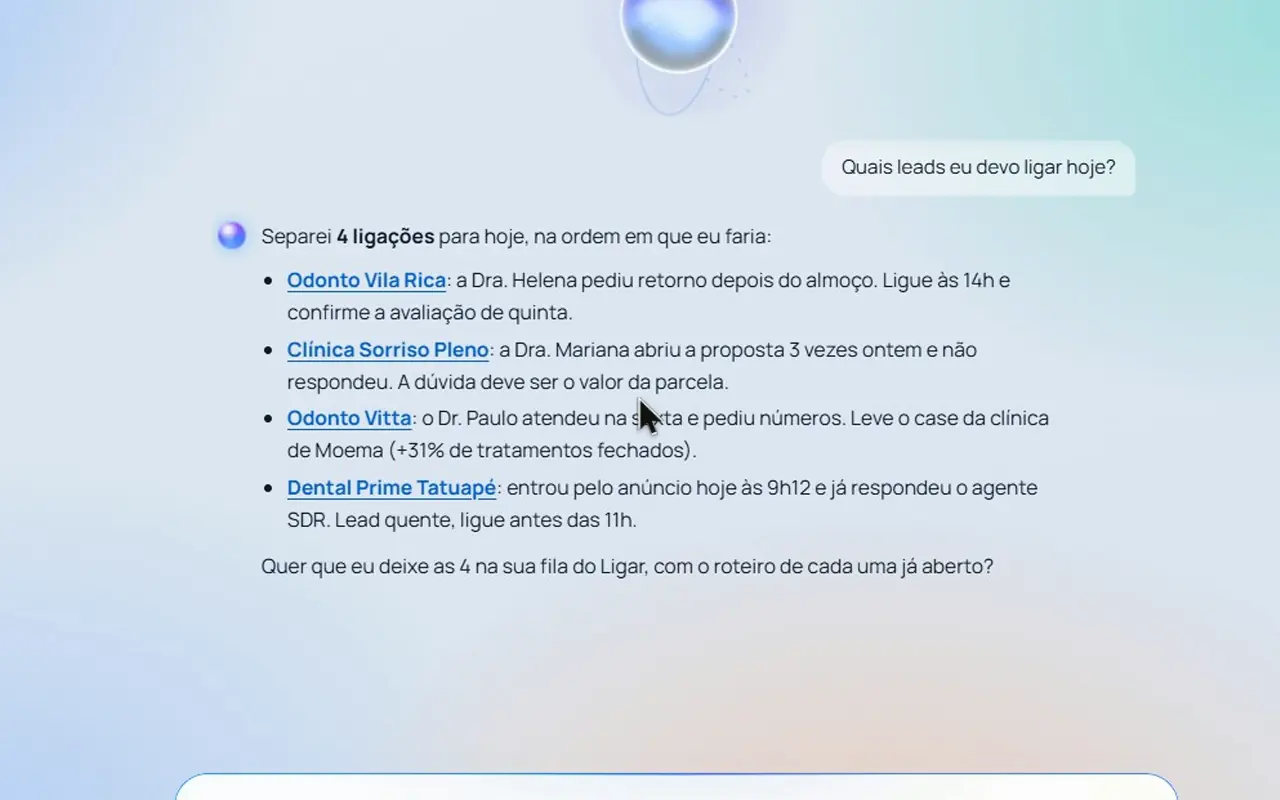 Quais leads eu devo ligar hoje?
Separei 4 ligações para hoje, na ordem em que eu faria:
Odonto Vila Rica: a Dra. Helena pediu retorno depois do almoço. Ligue às 14h e
confirme a avaliação de quinta.
Clínica Sorriso Pleno: a Dra. Mariana abriu a proposta 3 vezes ontem e não
respondeu. A dúvida deve ser o valor da parcela.
Odonto Vitta: o Dr. Paulo atendeu na sexta e pediu números. Leve o case da clínica
de Moema (+31% de tratamentos fechados).
Dental Prime Tatuapé: entrou pelo anúncio hoje às 9h12 e já respondeu o agente
SDR. Lead quente, ligue antes das 11h.
Quer que eu deixe as 4 na sua fila do Ligar, com o roteiro de cada uma já aberto?